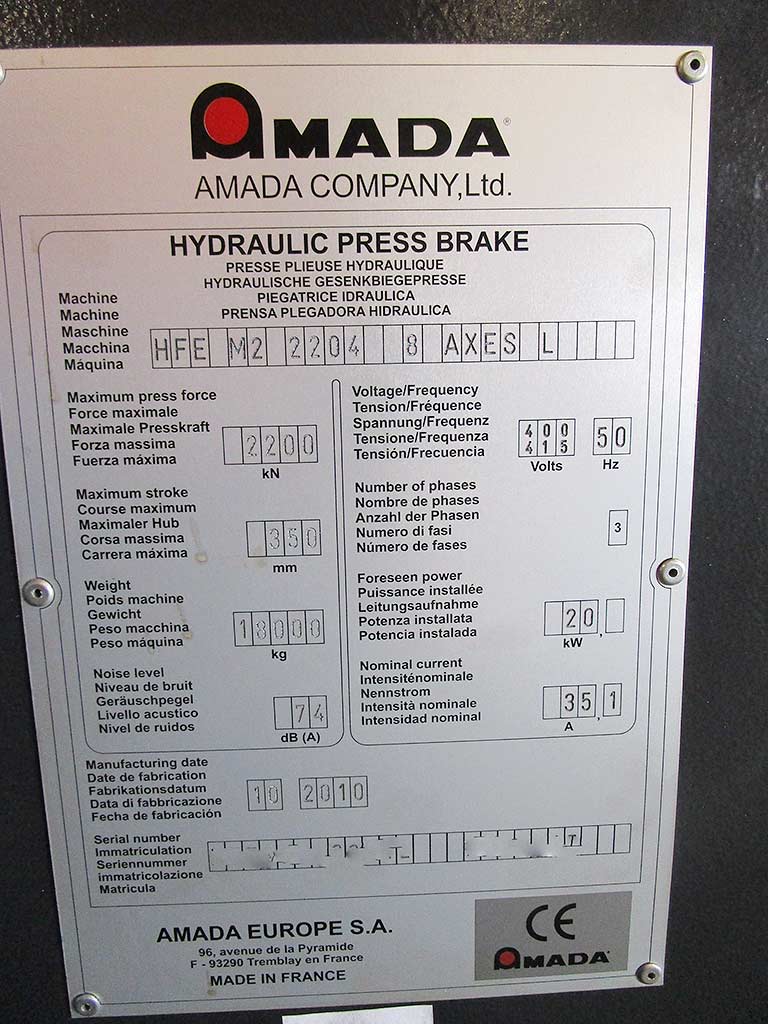 AMADA®
AMADA COMPANY,Ltd.
HYDRAULIC PRESS BRAKE
PRESSE PLIEUSE HYDRAULIQUE
HYDRAULISCHE GESENKBIEGEPRESSE
PIEGATRICE IDRAULICA
PRENSA PLEGADORA HIDRAULICA
Machine
Machine
Maschine
Macchina
Máquina
HFE M2 2204 8 AXES L
Maximum press force
Force maximale
Maximale Presskraft
Forza massima
Fuerza máxima
2200
kN
Maximum stroke
Course maximum
Maximaler Hub
Corsa massima
Carrera máxima
350
mm
Weight
Poids machine
Gewicht
Peso macchina
Peso máquina
18000
kg
Noise level
Niveau de bruit
Geräuschpegel
Livello acustico
Nivel de ruidos
74
dB (A)
Voltage/Frequency
Tension/Fréquence
Spannung/Frequenz
Tensione/Frequenza
Tensión/Frecuencia
400
415
50
Volts Hz
Number of phases
Nombre de phases
Anzahl der Phasen
Numero di fasi
Número de fases
3
Foreseen power
Puissance installée
Leitungsaufnahme
Potenza installata
Potencia instalada
20,
kW
Nominal current
Intensiténominale
Nennstrom
Intensità nominale
Intensidad nominal
35,1
A
Manufacturing date
Date de fabrication
Fabrikationsdatum
Data di fabbricazione
Fecha de fabricación
10 2010
Serial number
Immatriculation
Seriennummer
immatricolazione
Matricula
AMADA EUROPE S.A.
96, avenue de la Pyramide
F - 93290 Tremblay en France
MADE IN FRANCE
CE
AMADA